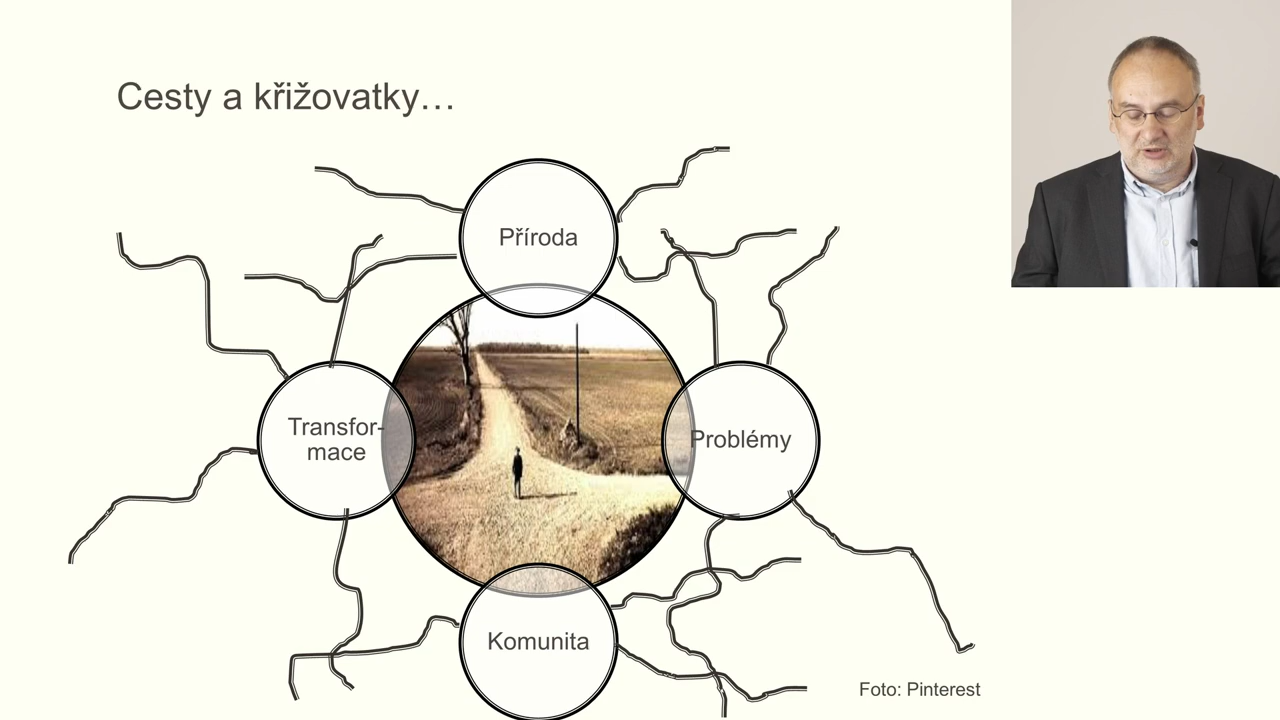 Cesty a křižovatky…
Příroda
Transfor-
mace
Problémy
Komunita
Foto: Pinterest